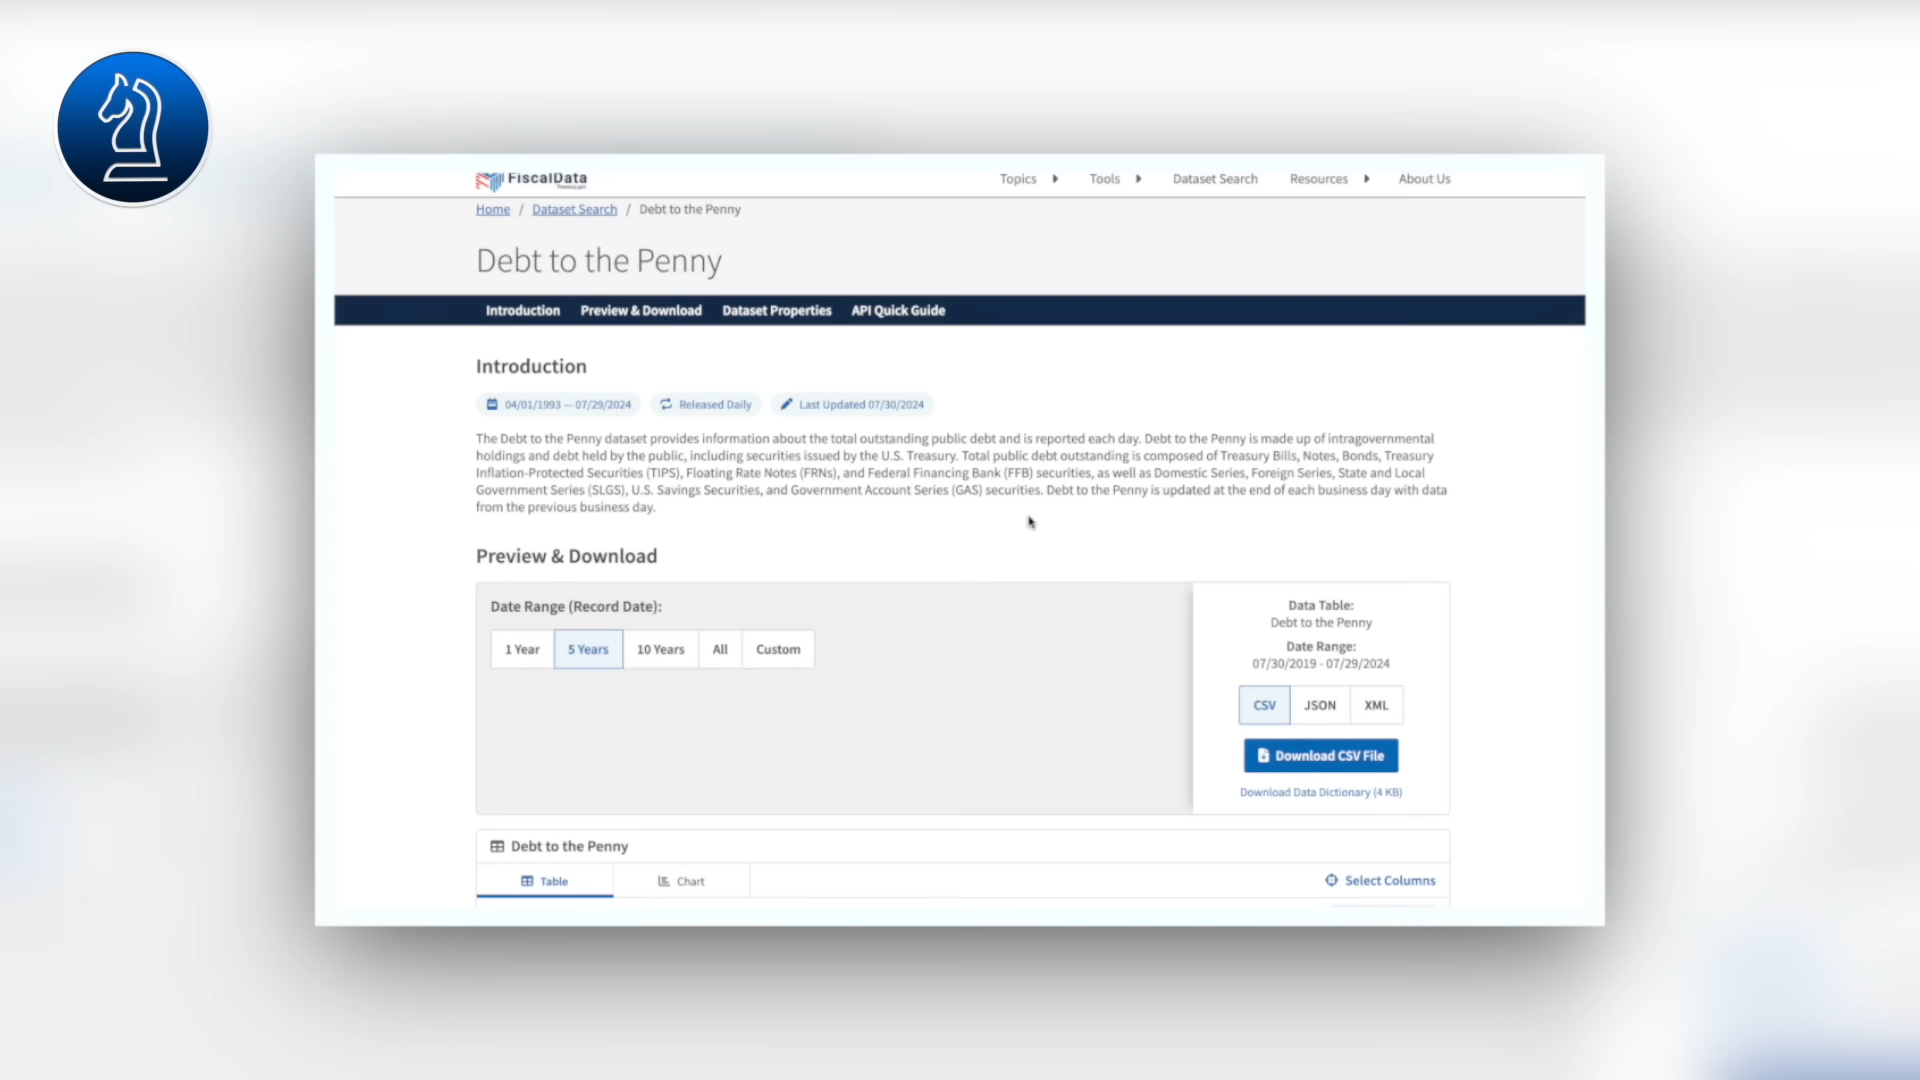 FiscalData
Treasury.gov
Topics Tools Dataset Search Resources About Us
Home / Dataset Search / Debt to the Penny
Debt to the Penny
Introduction Preview & Download Dataset Properties API Quick Guide
Introduction
04/01/1993 — 07/29/2024 Released Daily Last Updated 07/30/2024
The Debt to the Penny dataset provides information about the total outstanding public debt and is reported each day. Debt to the Penny is made up of intragovernmental
holdings and debt held by the public, including securities issued by the U.S. Treasury. Total public debt outstanding is composed of Treasury Bills, Notes, Bonds, Treasury
Inflation-Protected Securities (TIPS), Floating Rate Notes (FRNs), and Federal Financing Bank (FFB) securities, as well as Domestic Series, Foreign Series, State and Local
Government Series (SLGS), U.S. Savings Securities, and Government Account Series (GAS) securities. Debt to the Penny is updated at the end of each business day with data
from the previous business day.
Preview & Download
Date Range (Record Date):
1 Year 5 Years 10 Years All Custom
Data Table:
Debt to the Penny
Date Range:
07/30/2019 - 07/29/2024
CSV JSON XML
Download CSV File
Download Data Dictionary (4 KB)
Debt to the Penny
Table Chart Select Columns